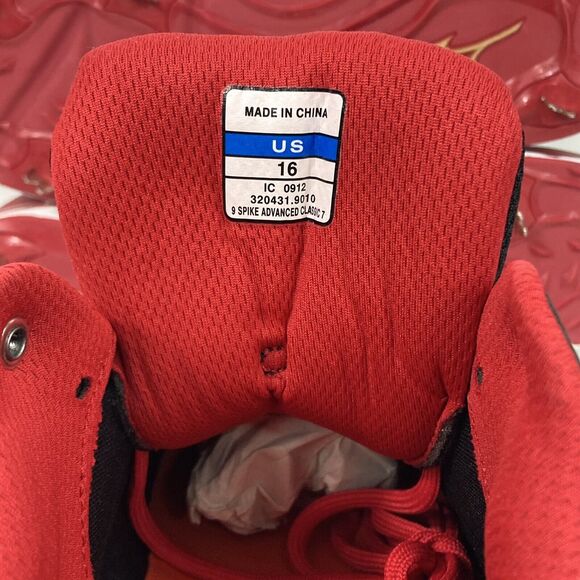 MADE IN CHINA
US
16
IC 0912
320431.9010
9 SPIKE ADVANCED CLASSIC 7